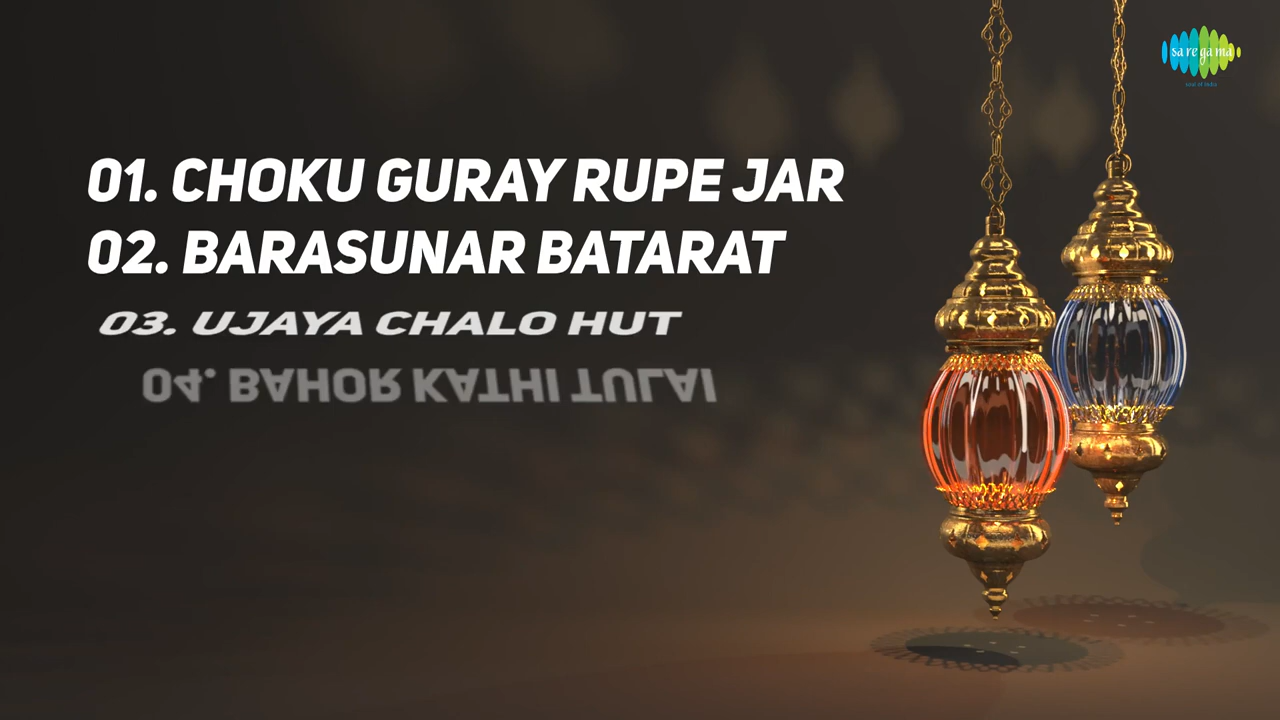 sa re ga ma
01. CHOKU GURAY RUPE JAR
02. BARASUNAR BATARAT
03. UJAYA CHALO HUT
04. BAHOR KATHI TULAI